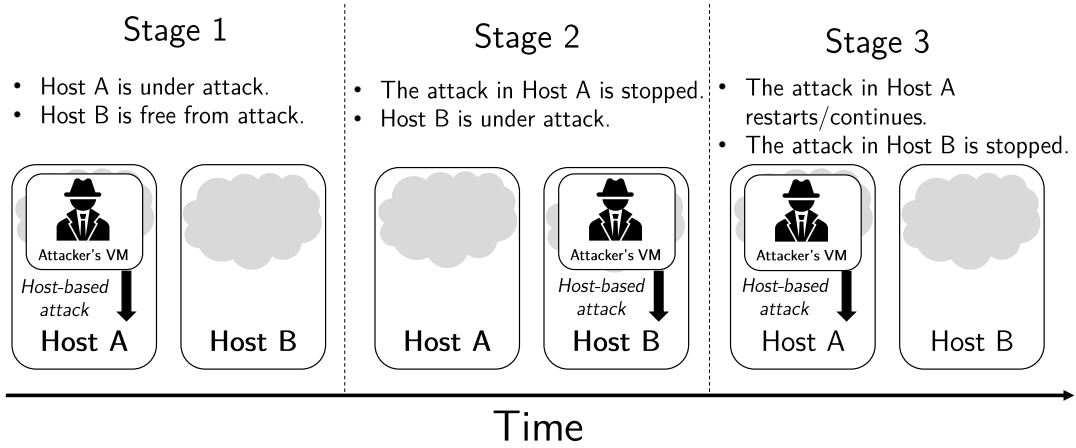 Stage 1
• Host A is under attack.
• Host B is free from attack.
Attacker's VM
Host-based
attack
Host A
Host B
Stage 2
• The attack in Host A is stopped.
• Host B is under attack.
Host A
Attacker's VM
Host-based
attack
Host B
Stage 3
• The attack in Host A
restarts/continues.
• The attack in Host B is stopped.
Attacker's VM
Host-based
attack
Host A
Host B
Time